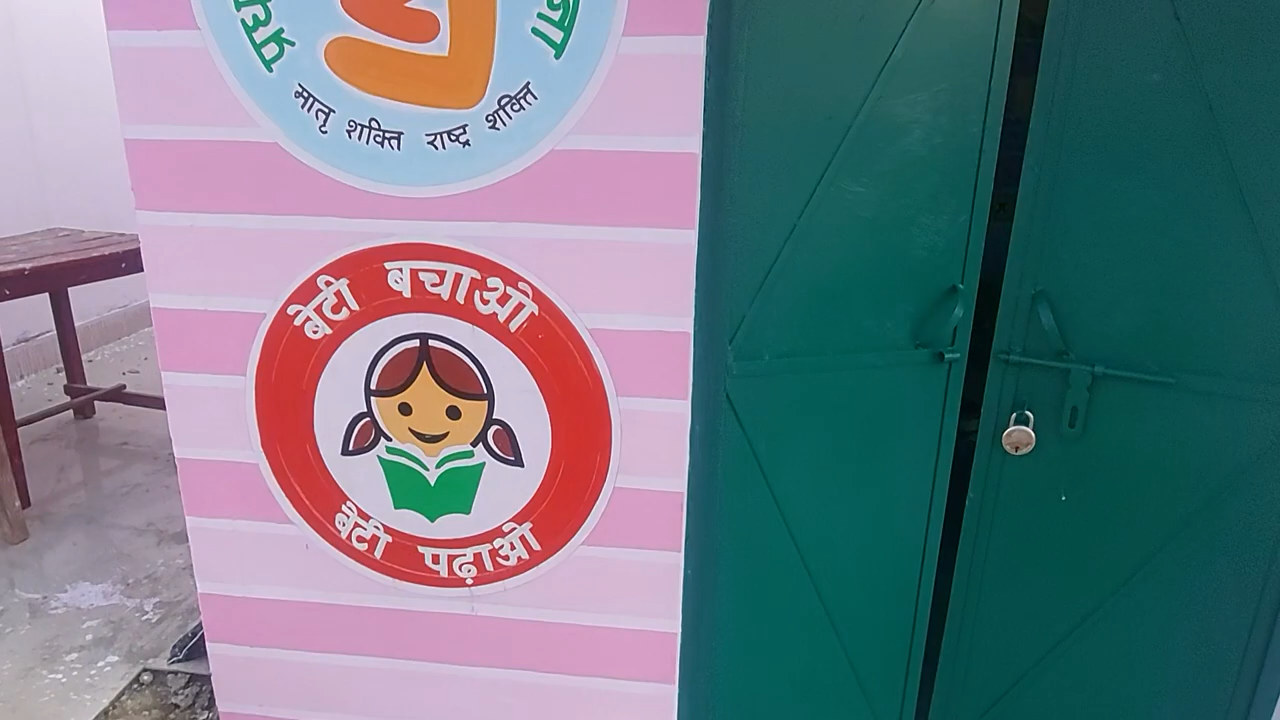 मातृ शक्ति राष्ट्र शक्ति
बेटी बचाओ
बेटी पढ़ाओ